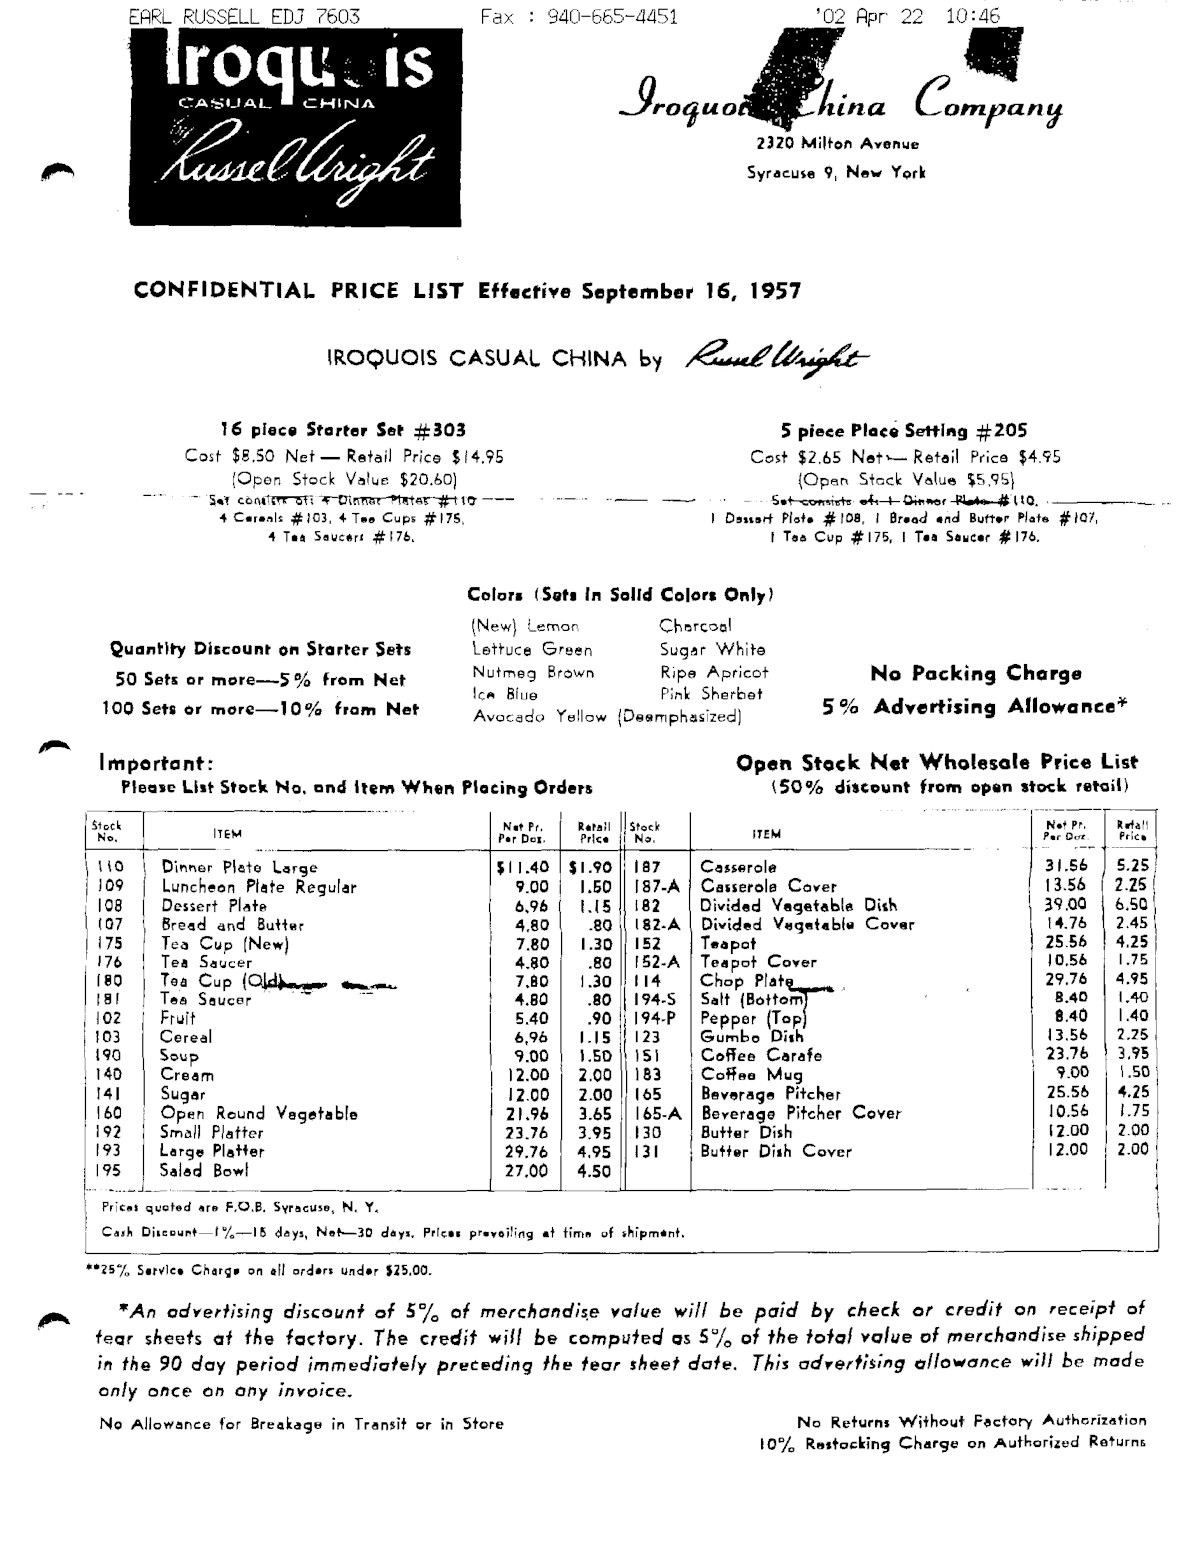 EARL RUSSELL EDJ 7603 Fax : 940-665-4451 '02 Apr 22 10:46
Iroquois
CASUAL CHINA
by
Russel Wright
Iroquois China Company
2320 Milton Avenue
Syracuse 9, New York
CONFIDENTIAL PRICE LIST Effective September 16, 1957
IROQUOIS CASUAL CHINA by Russel Wright
16 piece Starter Set #303
Cost $8.50 Net — Retail Price $14.95
(Open Stock Value $20.60)
Set consists of: 4 Dinner Plates #110
4 Cereals #103, 4 Tea Cups #175,
4 Tea Saucers #176.
5 piece Place Setting #205
Cost $2.65 Net — Retail Price $4.95
(Open Stock Value $5.95)
Set consists of: 1 Dinner Plate #110,
1 Dessert Plate #108, 1 Bread and Butter Plate #107,
1 Tea Cup #175, 1 Tea Saucer #176.
Colors (Sets in Solid Colors Only)
(New) Lemon Charcoal
Lettuce Green Sugar White
Nutmeg Brown Ripe Apricot
Ice Blue Pink Sherbet
Avocado Yellow (Deemphasized)
Quantity Discount on Starter Sets
50 Sets or more—5% from Net
100 Sets or more—10% from Net
No Packing Charge
5% Advertising Allowance*
Important:
Please List Stock No. and Item When Placing Orders
Open Stock Net Wholesale Price List
(50% discount from open stock retail)
Stock No. ITEM Net Pr. Per Doz. Retail Price Stock No. ITEM Net Pr. Per Doz. Retail Price
110 Dinner Plate Large $11.40 $1.90 187 Casserole 31.56 5.25
109 Luncheon Plate Regular 9.00 1.50 187-A Casserole Cover 13.56 2.25
108 Dessert Plate 6.96 1.15 182 Divided Vegetable Dish 39.00 6.50
107 Bread and Butter 4.80 .80 182-A Divided Vegetable Cover 14.76 2.45
175 Tea Cup (New) 7.80 1.30 152 Teapot 25.56 4.25
176 Tea Saucer 4.80 .80 152-A Teapot Cover 10.56 1.75
180 Tea Cup (Old) 7.80 1.30 114 Chop Plate 29.76 4.95
181 Tea Saucer 4.80 .80 194-S Salt (Bottom) 8.40 1.40
102 Fruit 5.40 .90 194-P Pepper (Top) 8.40 1.40
103 Cereal 6.96 1.15 123 Gumbo Dish 13.56 2.25
190 Soup 9.00 1.50 151 Coffee Carafe 23.76 3.95
140 Cream 12.00 2.00 183 Coffee Mug 9.00 1.50
141 Sugar 12.00 2.00 165 Beverage Pitcher 25.56 4.25
160 Open Round Vegetable 21.96 3.65 165-A Beverage Pitcher Cover 10.56 1.75
192 Small Platter 23.76 3.95 130 Butter Dish 12.00 2.00
193 Large Platter 29.76 4.95 131 Butter Dish Cover 12.00 2.00
195 Salad Bowl 27.00 4.50
Prices quoted are F.O.B. Syracuse, N. Y.
Cash Discount—1%—15 days, Net—30 days. Prices prevailing at time of shipment.
**25% Service Charge on all orders under $25.00.
*An advertising discount of 5% of merchandise value will be paid by check or credit on receipt of
tear sheets at the factory. The credit will be computed as 5% of the total value of merchandise shipped
in the 90 day period immediately preceding the tear sheet date. This advertising allowance will be made
only once on any invoice.
No Allowance for Breakage in Transit or in Store
No Returns Without Factory Authorization
10% Restocking Charge on Authorized Returns